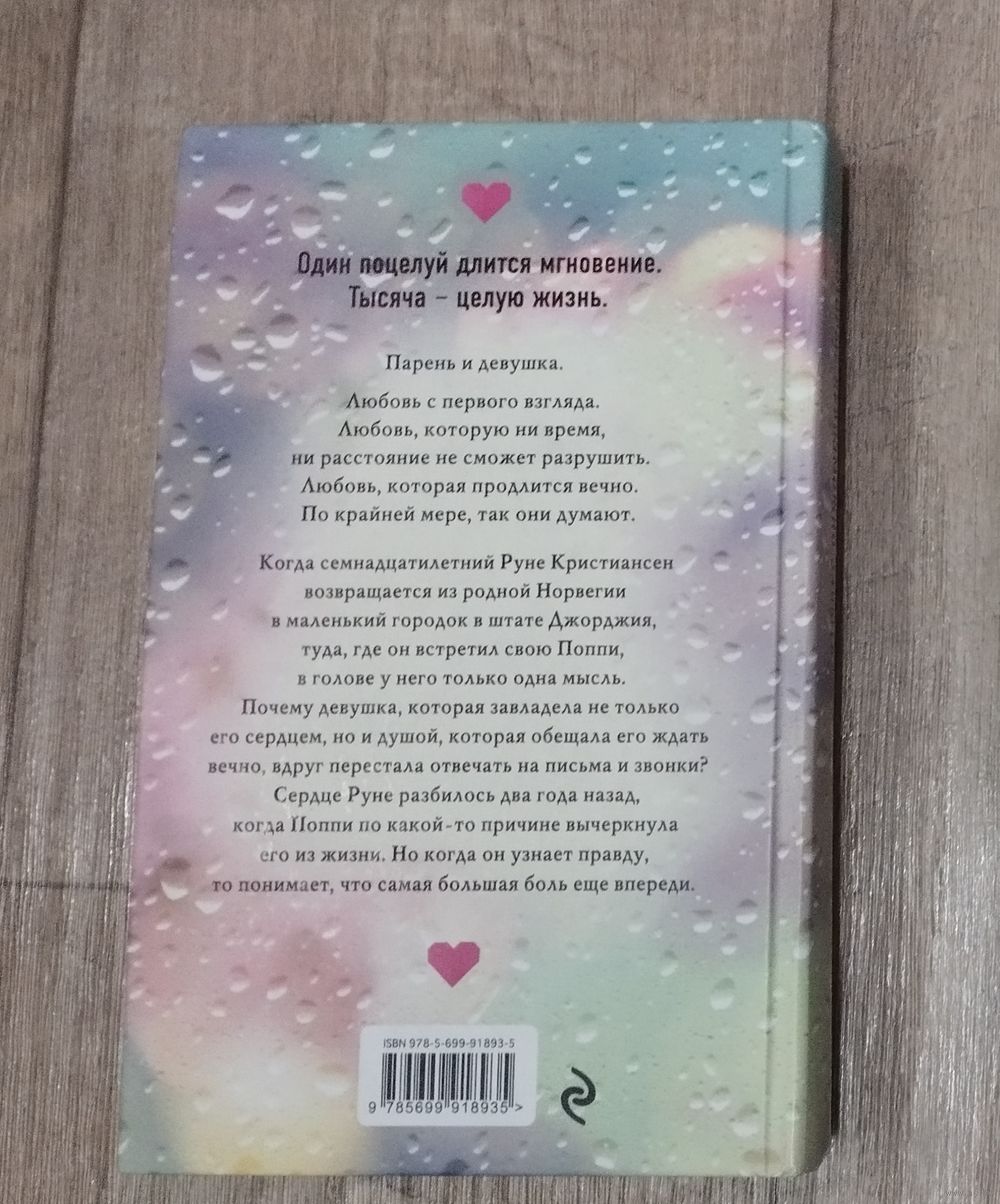 Один поцелуй длится мгновение.
Тысяча – целую жизнь.
Парень и девушка.
Любовь с первого взгляда.
Любовь, которую ни время,
ни расстояние не сможет разрушить.
Любовь, которая продлится вечно.
По крайней мере, так они думают.
Когда семнадцатилетний Руне Кристиансен
возвращается из родной Норвегии
в маленький городок в штате Джорджия,
туда, где он встретил свою Поппи,
в голове у него только одна мысль.
Почему девушка, которая завладела не только
его сердцем, но и душой, которая обещала его ждать
вечно, вдруг перестала отвечать на письма и звонки?
Сердце Руне разбилось два года назад,
когда Поппи по какой-то причине вычеркнула
его из жизни. Но когда он узнает правду,
то понимает, что самая большая боль еще впереди.
ISBN 978-5-699-91893-5
9 785699 918935 >